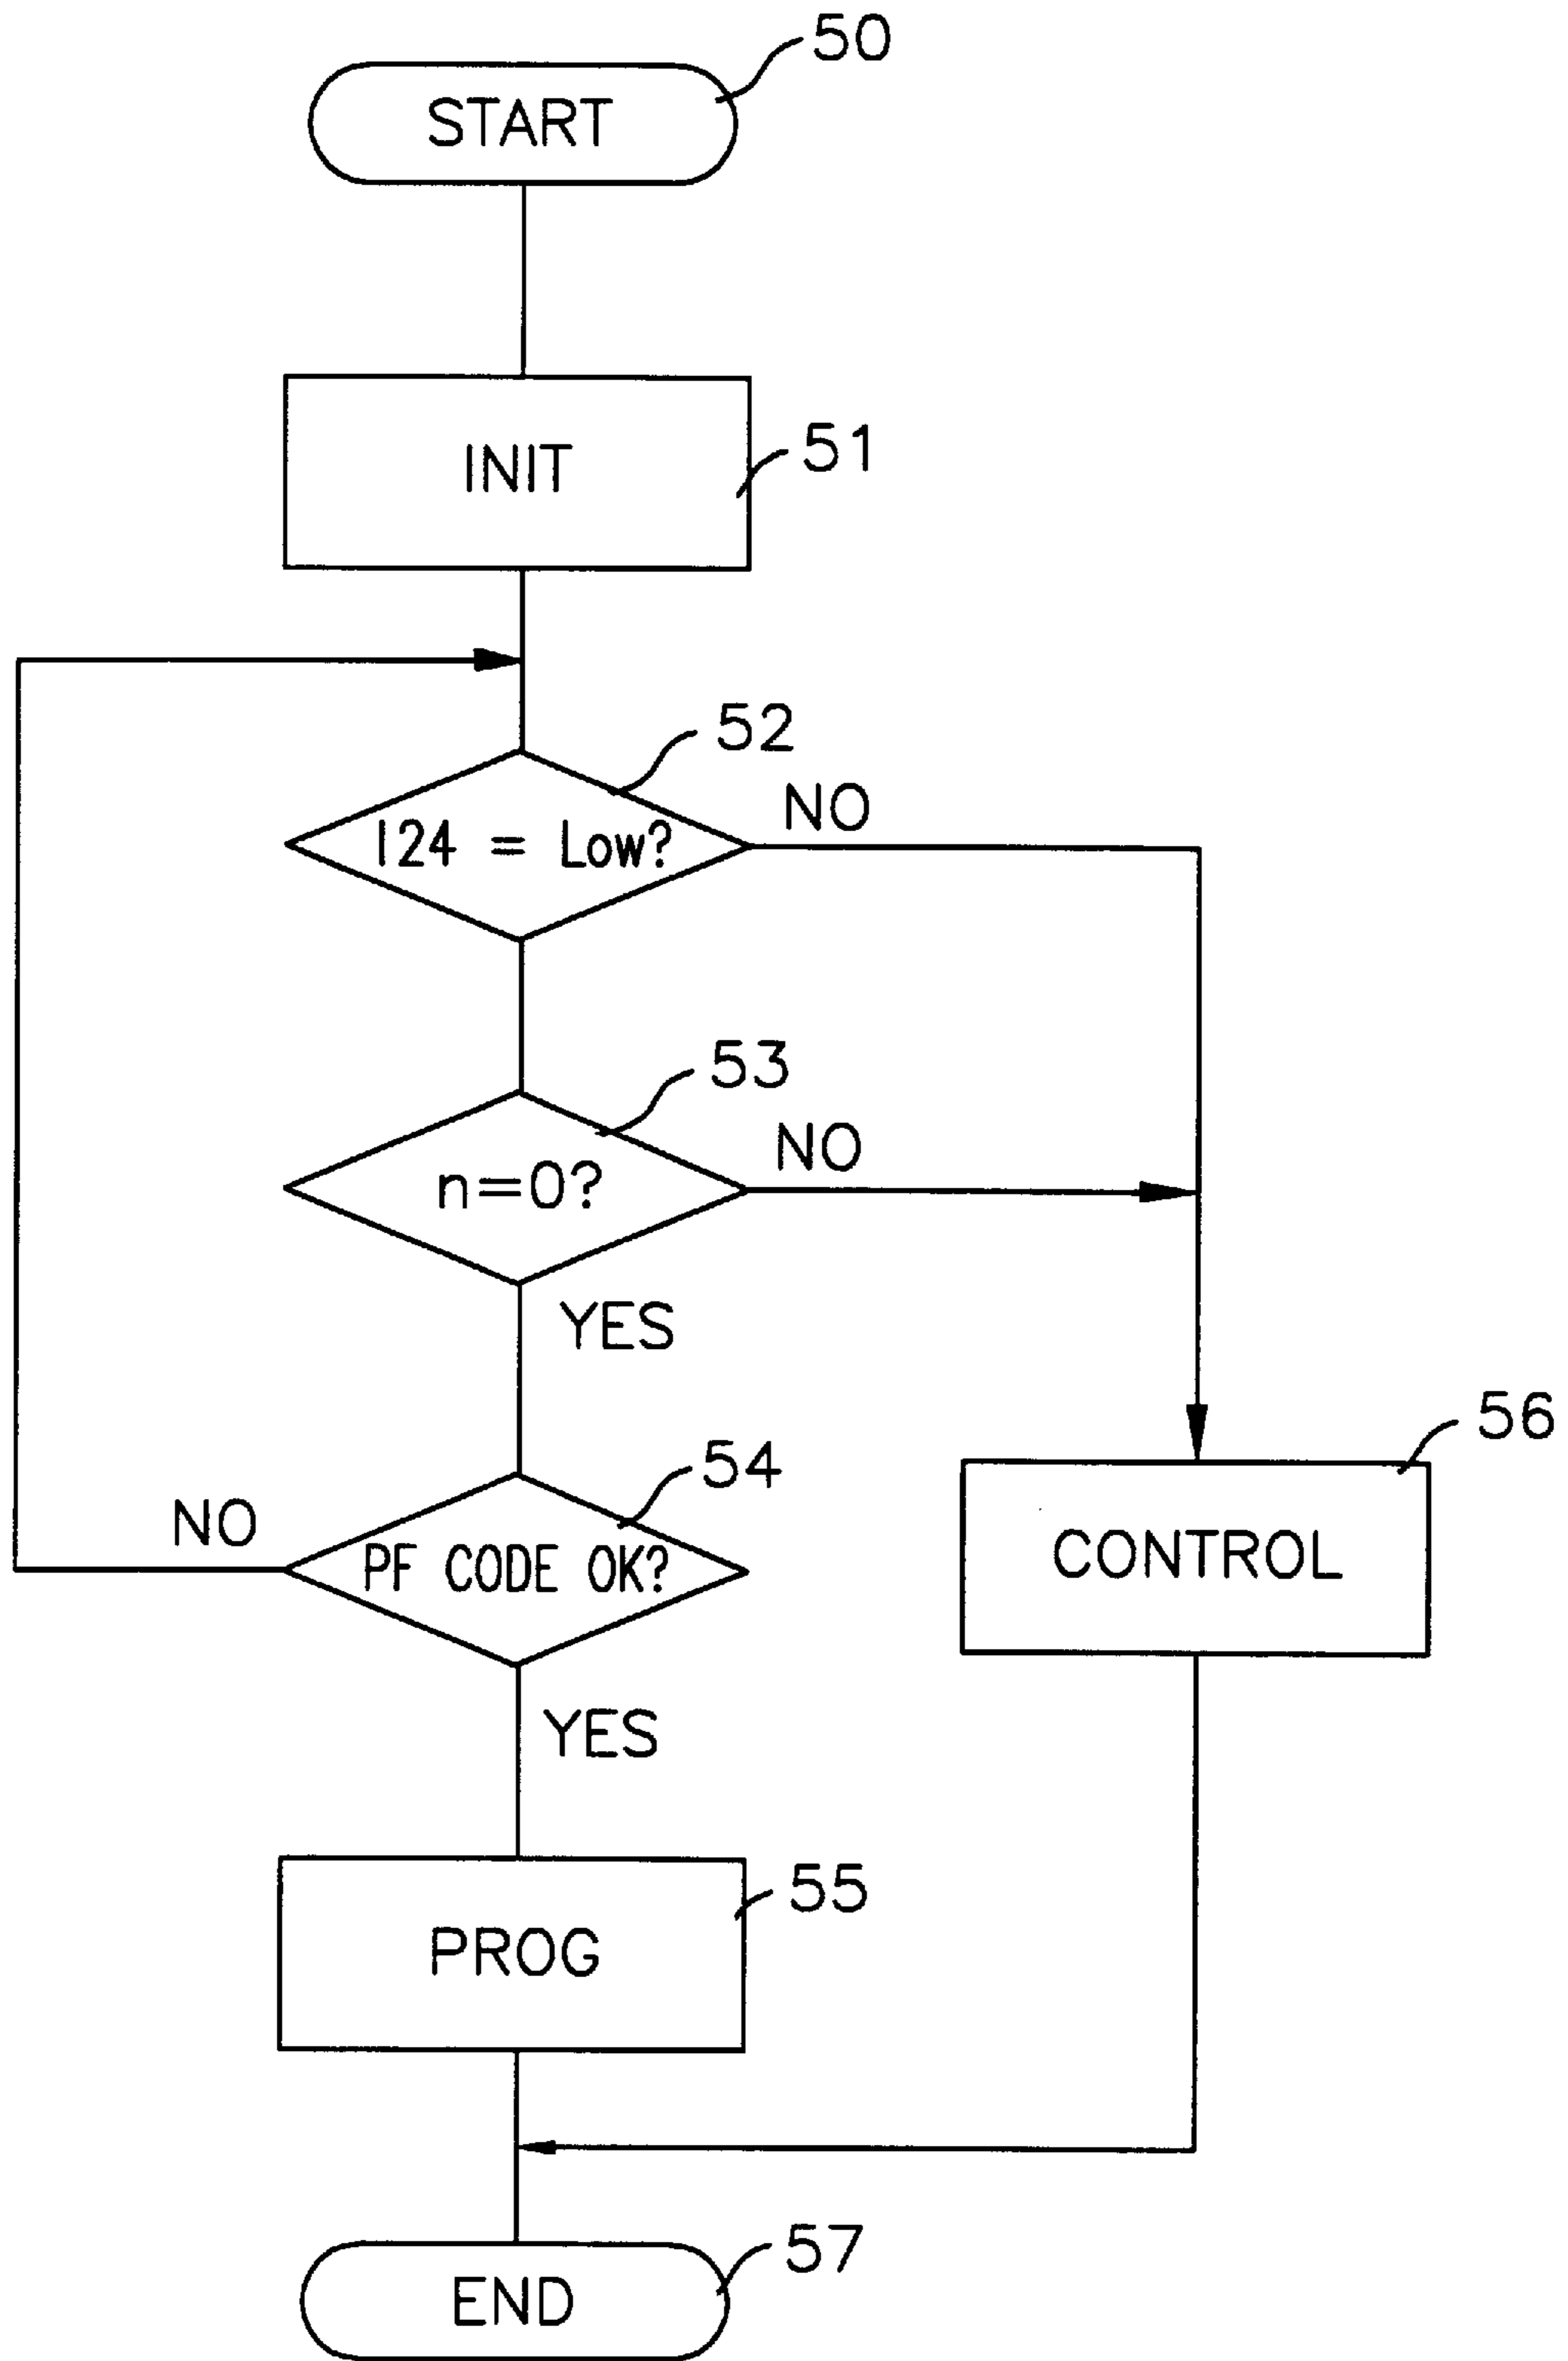 50
START
51
INIT
52
NO
I24 = Low?
53
NO
n=0?
YES
54
NO
PF CODE OK?
56
CONTROL
YES
55
PROG
57
END